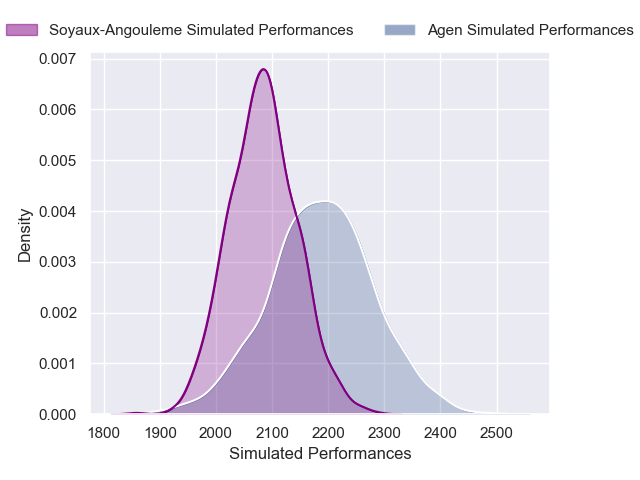 Soyaux-Angouleme Simulated Performances
Agen Simulated Performances
0.007
0.006
0.005
0.004
0.003
0.002
0.001
0.000
Density
1800 1900 2000 2100 2200 2300 2400 2500
Simulated Performances